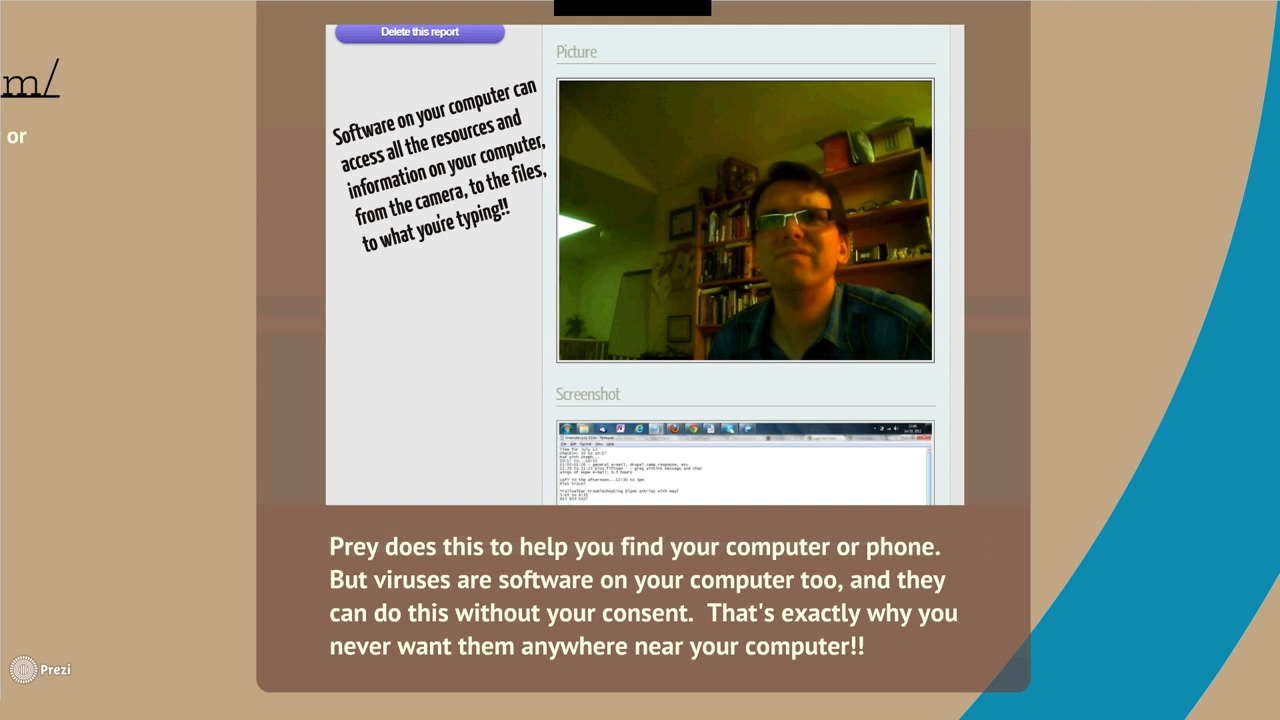 Delete this report
m/
or
Software on your computer can
access all the resources and
information on your computer,
from the camera, to the files,
to what you're typing!!
Picture
Screenshot
Prey does this to help you find your computer or phone.
But viruses are software on your computer too, and they
can do this without your consent. That's exactly why you
never want them anywhere near your computer!!
Prezi